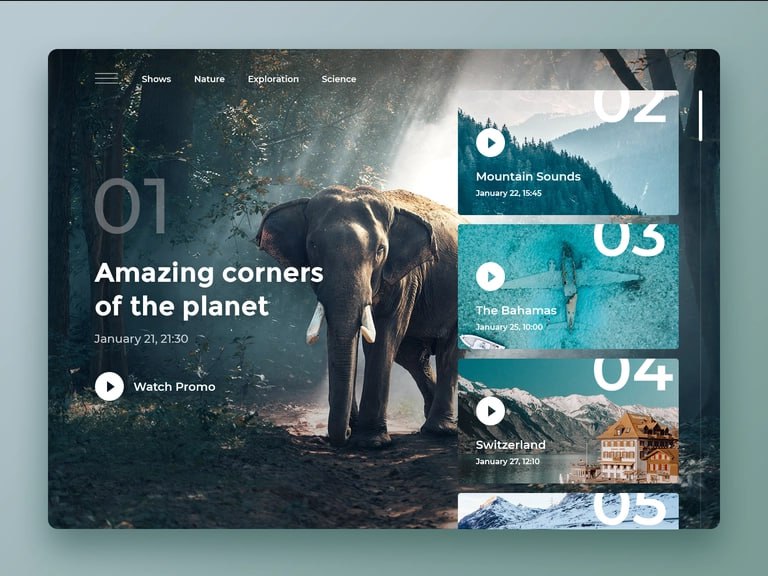 Shows Nature Exploration Science
01
Amazing corners
of the planet
January 21, 21:30
Watch Promo
02
Mountain Sounds
January 22, 15:45
03
The Bahamas
January 25, 10:00
04
Switzerland
January 27, 12:10
05